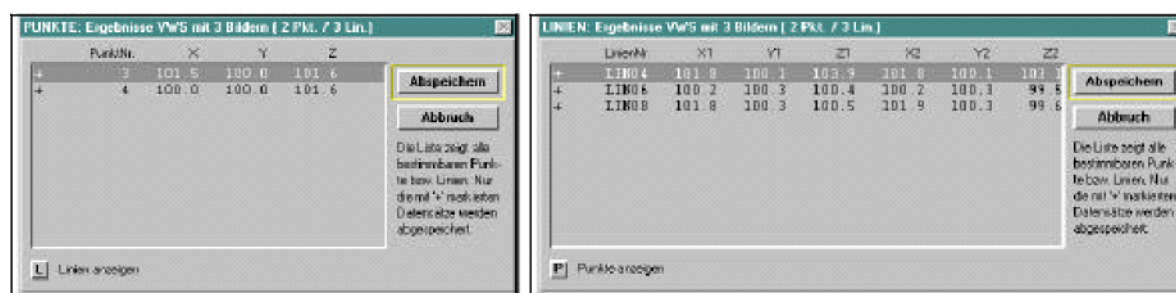 PUNKTE: Ergebnisse VWS mit 3 Bildern ( 2 Pkt. / 3 Lin.)
PunktNr. X Y Z
+ 3 101.5 100.0 101.6
+ 4 100.0 100.0 101.6
Abspeichern
Abbruch
Die Liste zeigt alle
bestimmbaren Punk-
te bzw. Linien. Nur
die mit '+' markierten
Datensätze werden
abgespeichert.
L Linien anzeigen
LINIEN: Ergebnisse VWS mit 3 Bildern ( 2 Pkt. / 3 Lin.)
LinienNr X1 Y1 Z1 X2 Y2 Z2
+ LIN04 101.8 100.1 103.9 101.8 100.1
+ LIN06 100.2 100.3 100.4 100.2 100.3 99.6
+ LIN08 101.8 100.3 100.5 101.9 100.3 99.6
Abspeichern
Abbruch
Die Liste zeigt alle
bestimmbaren Punk-
te bzw. Linien. Nur
die mit '+' markierten
Datensätze werden
abgespeichert.
P Punkte anzeigen